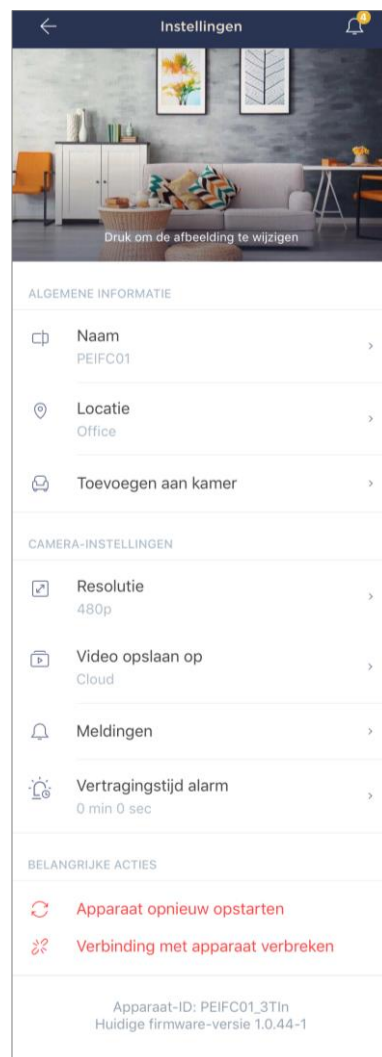 Instellingen
4
Druk om de afbeelding te wijzigen
ALGEMENE INFORMATIE
Naam
PEIFC01
Locatie
Office
Toevoegen aan kamer
CAMERA-INSTELLINGEN
Resolutie
480p
Video opslaan op
Cloud
Meldingen
Vertragingstijd alarm
0 min 0 sec
BELANGRIJKE ACTIES
Apparaat opnieuw opstarten
Verbinding met apparaat verbreken
Apparaat-ID: PEIFC01_3TIn
Huidige firmware-versie 1.0.44-1